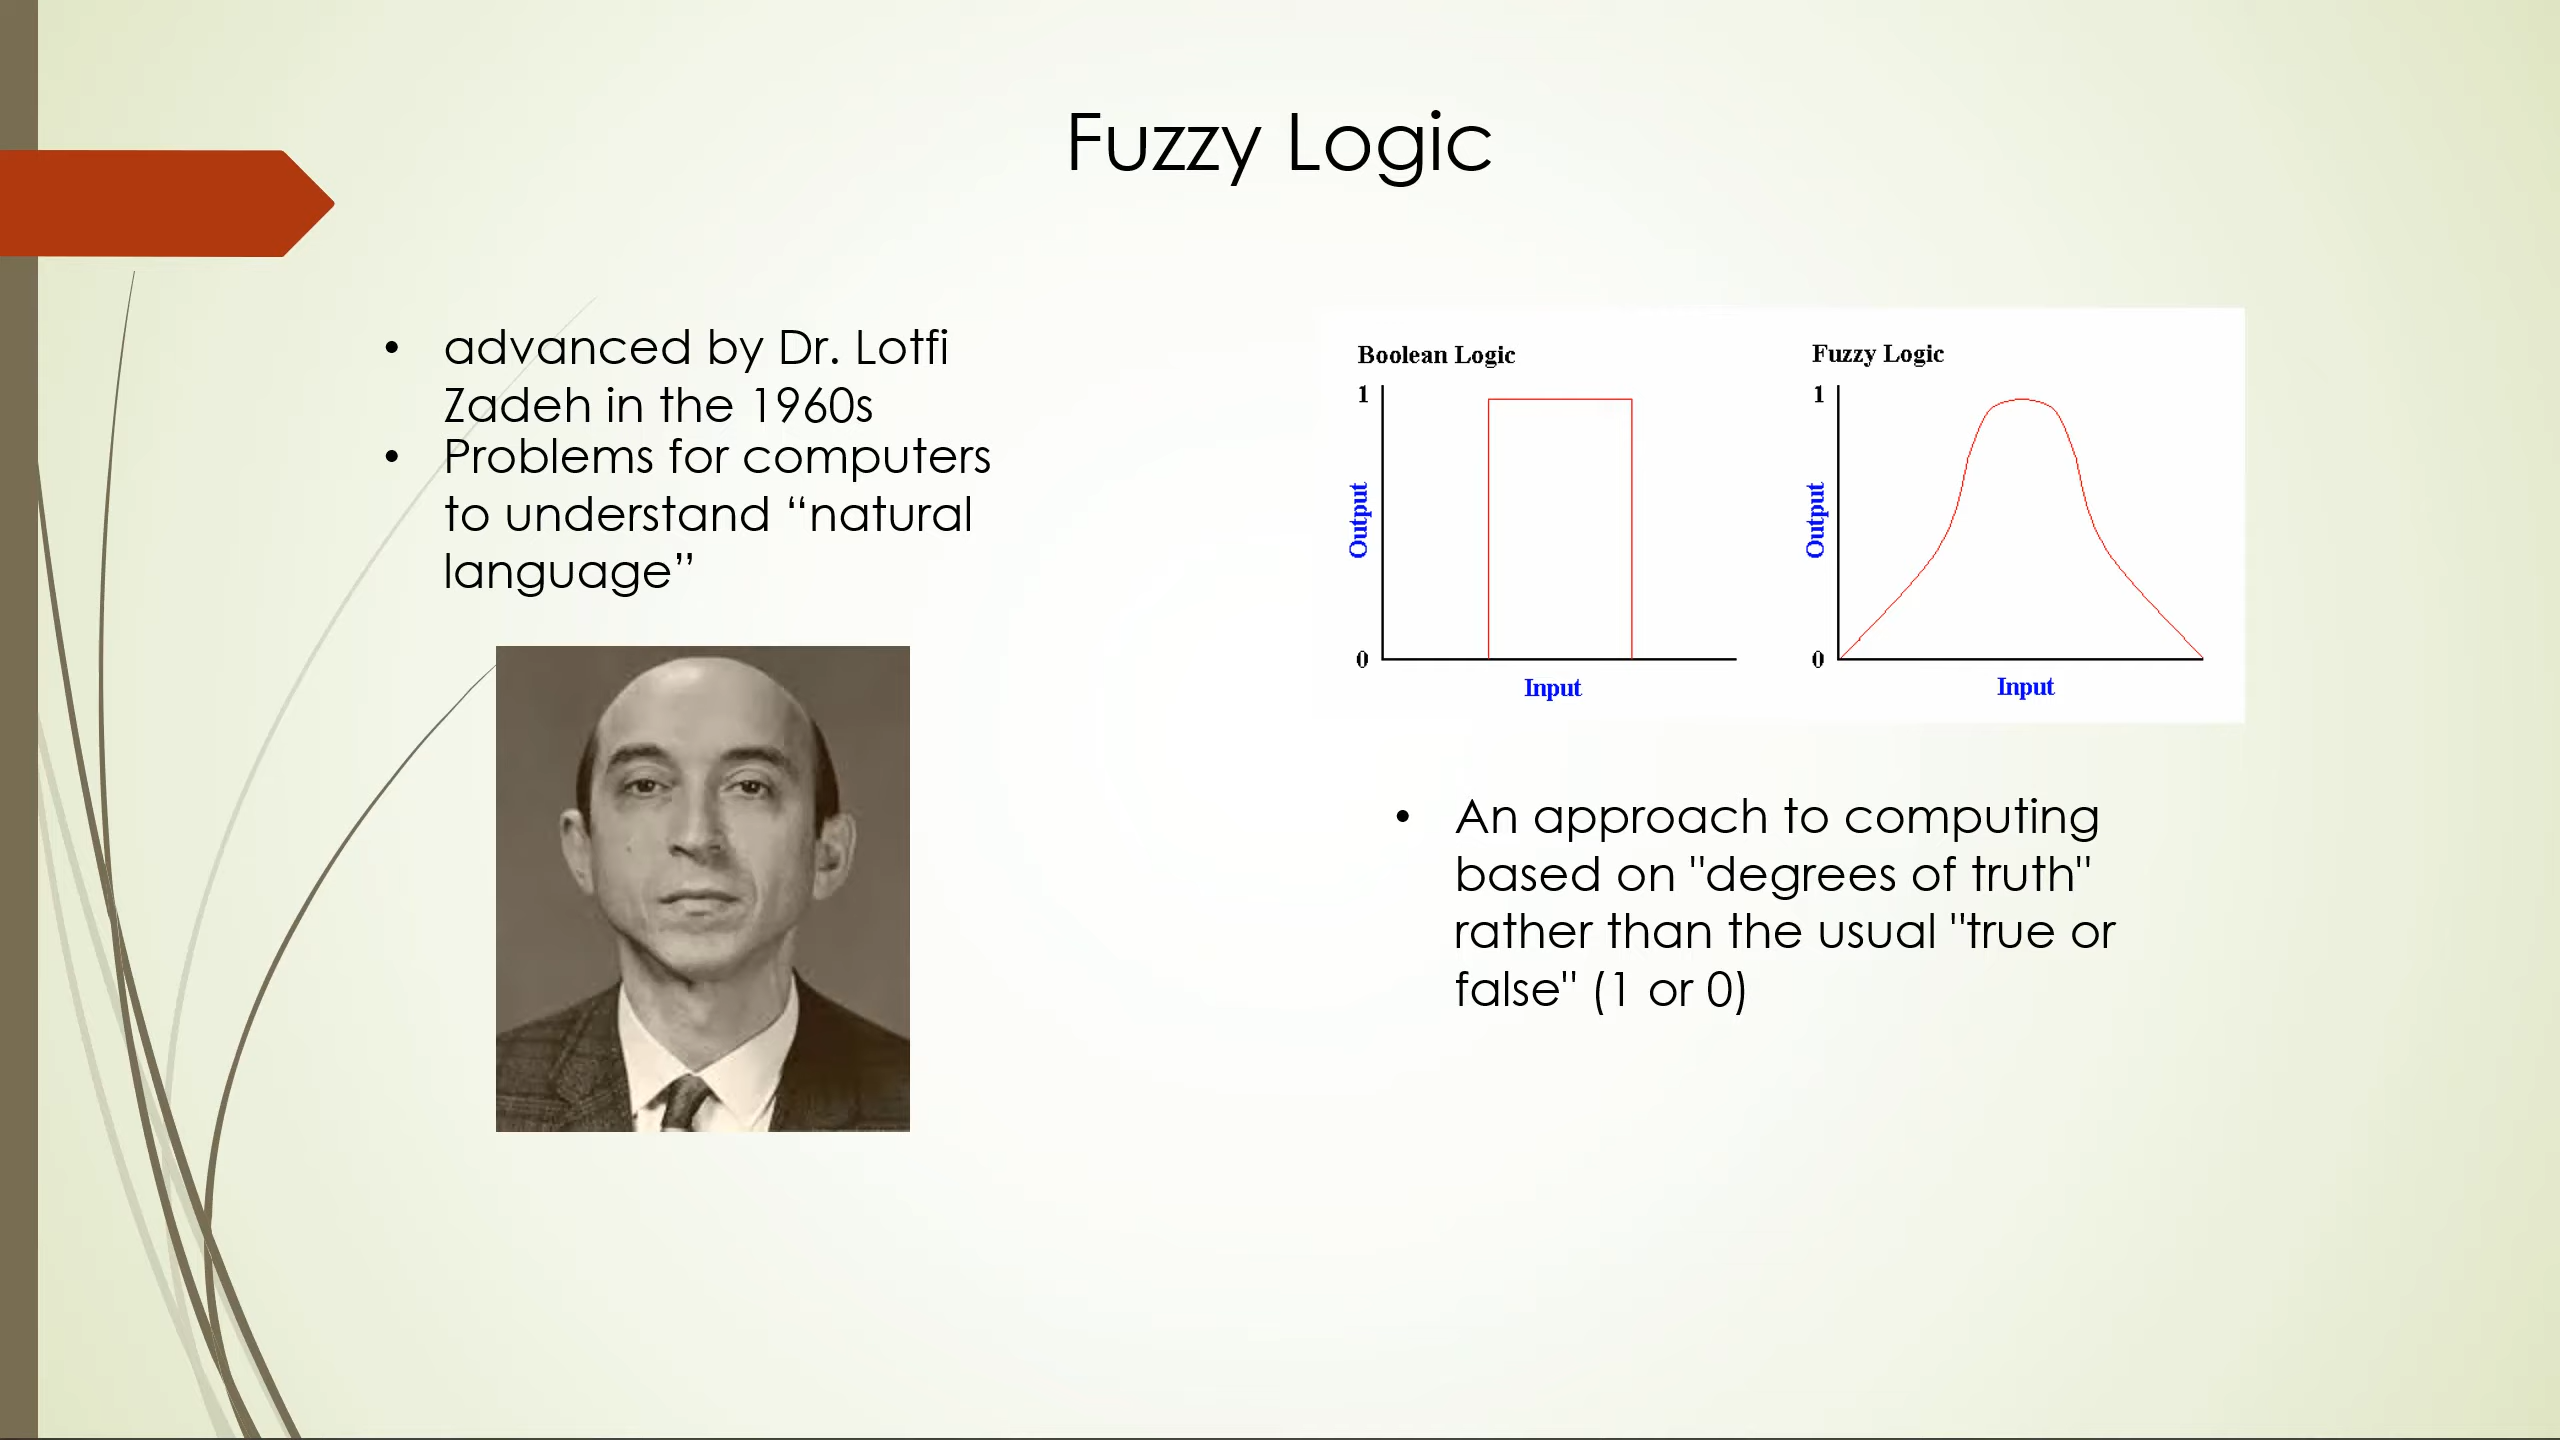 Fuzzy Logic
• advanced by Dr. Lotfi
Zadeh in the 1960s
• Problems for computers
to understand “natural
language”
Boolean Logic
1
Output
0
Input
Fuzzy Logic
1
Output
0
Input
• An approach to computing
based on "degrees of truth"
rather than the usual "true or
false" (1 or 0)